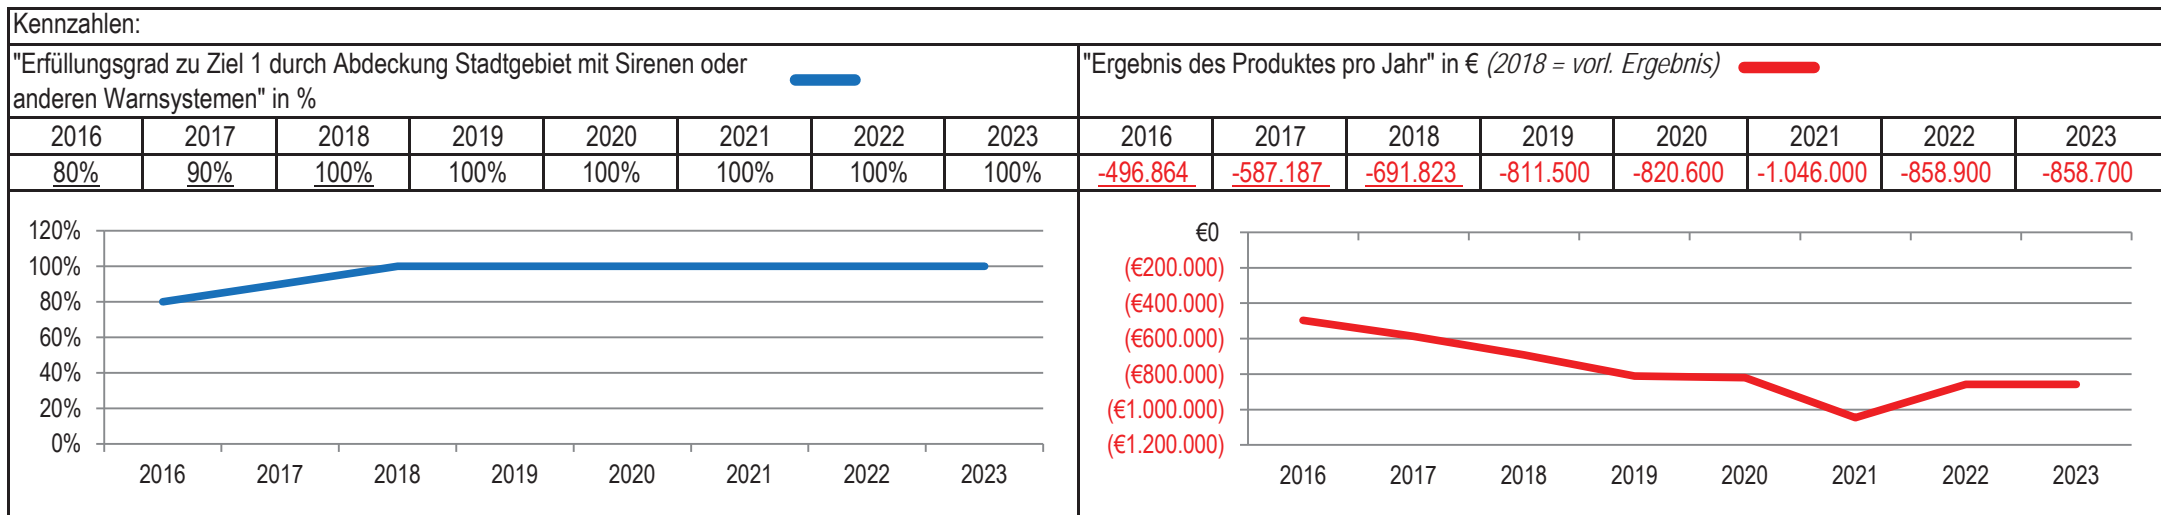 Kennzahlen:
"Erfüllungsgrad zu Ziel 1 durch Abdeckung Stadtgebiet mit Sirenen oder
anderen Warnsystemen" in %
2016 2017 2018 2019 2020 2021 2022 2023
80% 90% 100% 100% 100% 100% 100% 100%
120%
100%
80%
60%
40%
20%
0%
2016 2017 2018 2019 2020 2021 2022 2023
"Ergebnis des Produktes pro Jahr" in € (2018 = vorl. Ergebnis)
2016 2017 2018 2019 2020 2021 2022 2023
-496.864 -587.187 -691.823 -811.500 -820.600 -1.046.000 -858.900 -858.700
€0
(€200.000)
(€400.000)
(€600.000)
(€800.000)
(€1.000.000)
(€1.200.000)
2016 2017 2018 2019 2020 2021 2022 2023